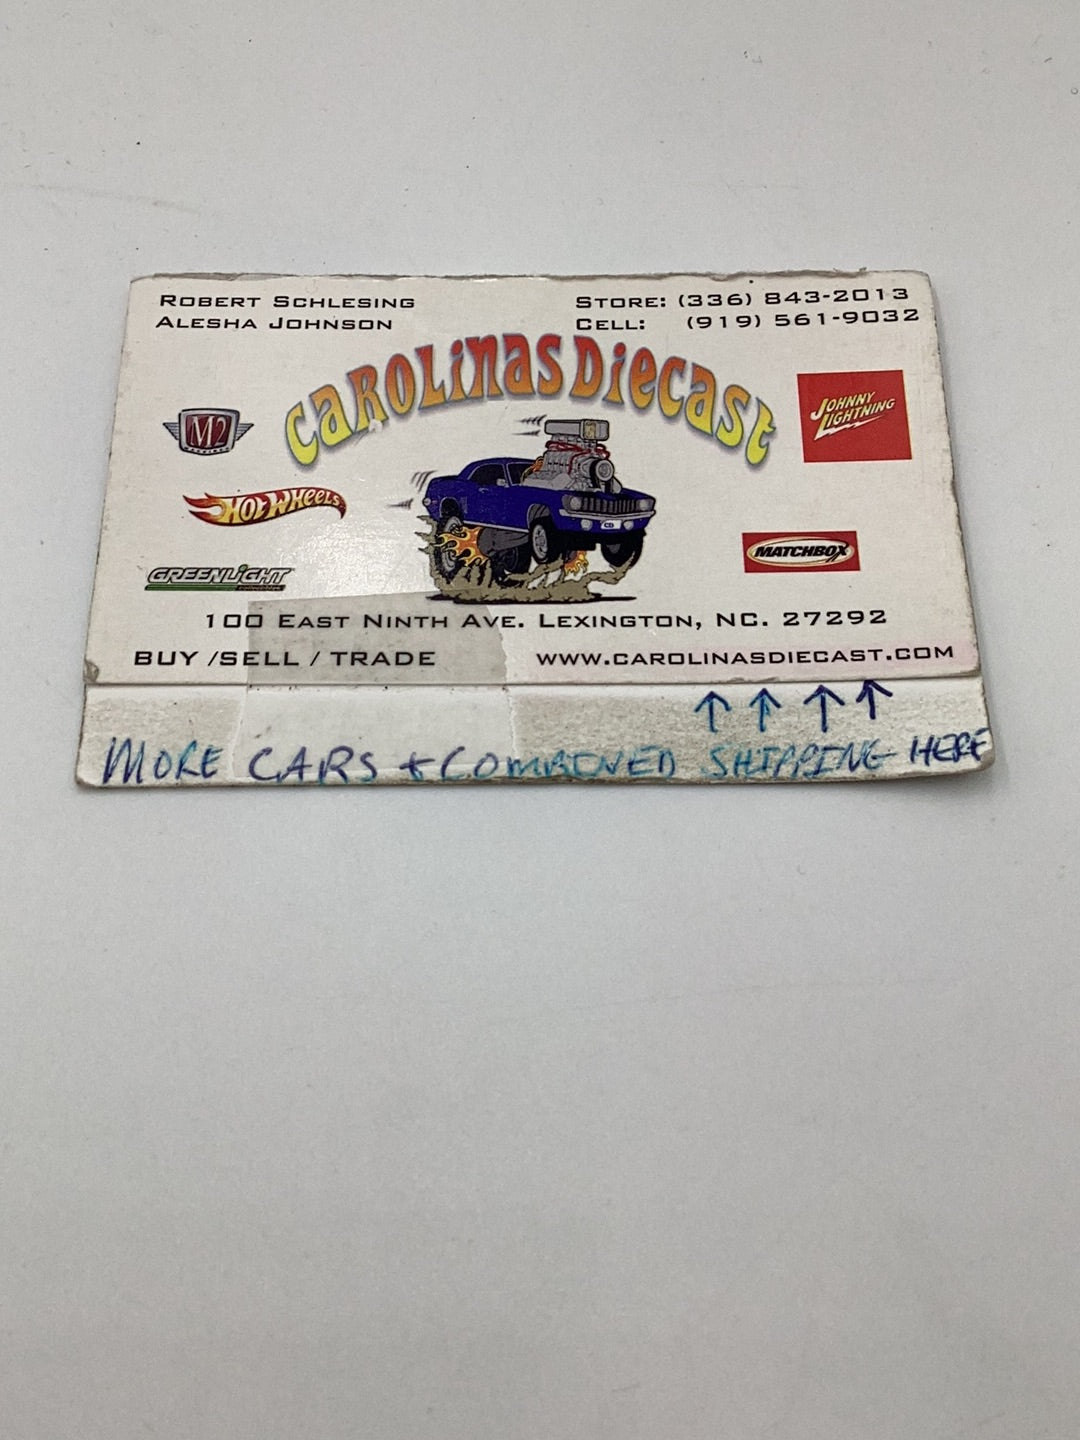 ROBERT SCHLESING
ALESHA JOHNSON
STORE: (336) 843-2013
CELL: (919) 561-9032
CAROLINAS DIECAST
M2
JOHNNY LIGHTNING
HOT WHEELS
MATCHBOX
GREENLIGHT
CD
100 EAST NINTH AVE. LEXINGTON, NC. 27292
BUY /SELL / TRADE
WWW.CAROLINASDIECAST.COM
↑ ↑ ↑ ↑
MORE CARS + COMBINED SHIPPING HERE